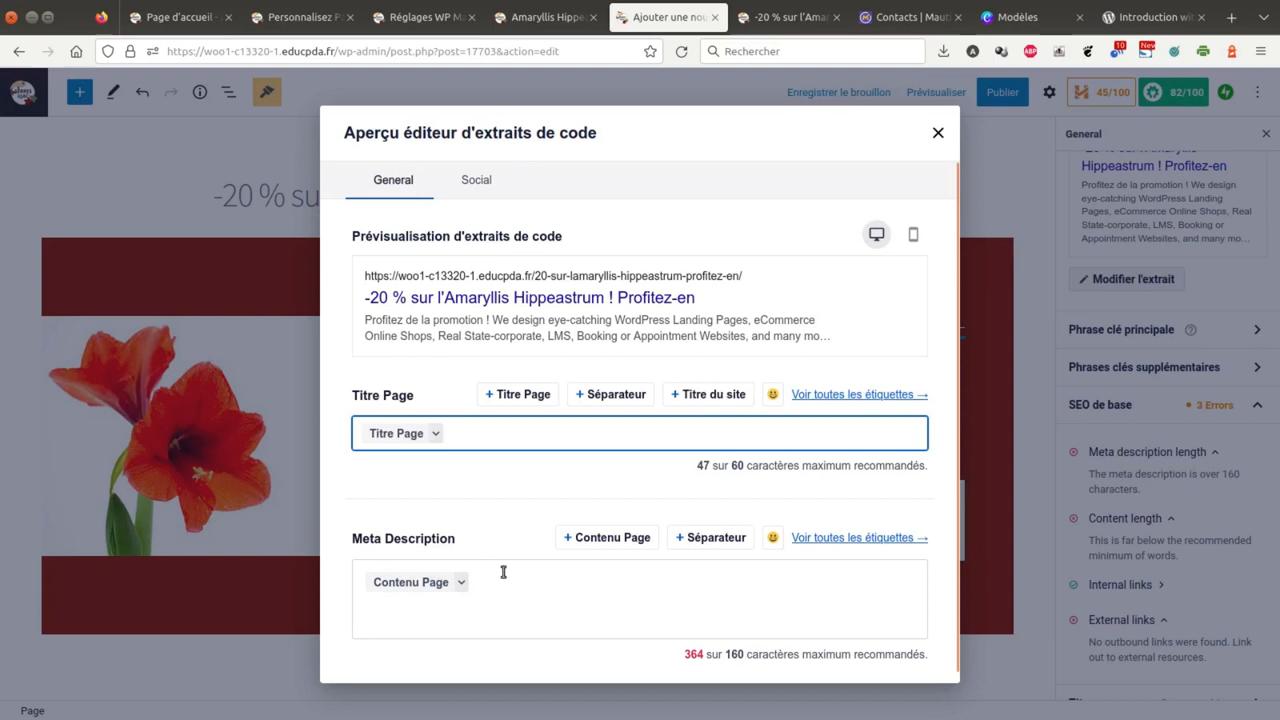 Page d'accueil -
Personnalisez P
Réglages WP Ma
Amaryllis Hippe
Ajouter une nou
-20 % sur l'Amar
Contacts | Mauti
Modèles
Introduction wit
https://woo1-c13320-1.educpda.fr/wp-admin/post.php?post=17703&action=edit
Rechercher
10
New
ABP
Enregistrer le brouillon
Prévisualiser
Publier
45/100
82/100
-20 % su
Aperçu éditeur d'extraits de code
General
Social
Prévisualisation d'extraits de code
https://woo1-c13320-1.educpda.fr/20-sur-lamaryllis-hippeastrum-profitez-en/
-20 % sur l'Amaryllis Hippeastrum ! Profitez-en
Profitez de la promotion ! We design eye-catching WordPress Landing Pages, eCommerce
Online Shops, Real State-corporate, LMS, Booking or Appointment Websites, and many mo…
Titre Page
+ Titre Page
+ Séparateur
+ Titre du site
Voir toutes les étiquettes →
Titre Page
47 sur 60 caractères maximum recommandés.
Meta Description
+ Contenu Page
+ Séparateur
Voir toutes les étiquettes →
Contenu Page
364 sur 160 caractères maximum recommandés.
General
Hippeastrum ! Profitez-en
Profitez de la promotion ! We design
eye-catching WordPress Landing
Pages, eCommerce Online Shops, Real
State-corporate, LMS, Booking or
Appointment Websites, and many mo…
Modifier l'extrait
Phrase clé principale
Phrases clés supplémentaires
SEO de base
3 Errors
Meta description length
The meta description is over 160
characters.
Content length
This is far below the recommended
minimum of words.
Internal links
External links
No outbound links were found. Link
out to external resources.
Page